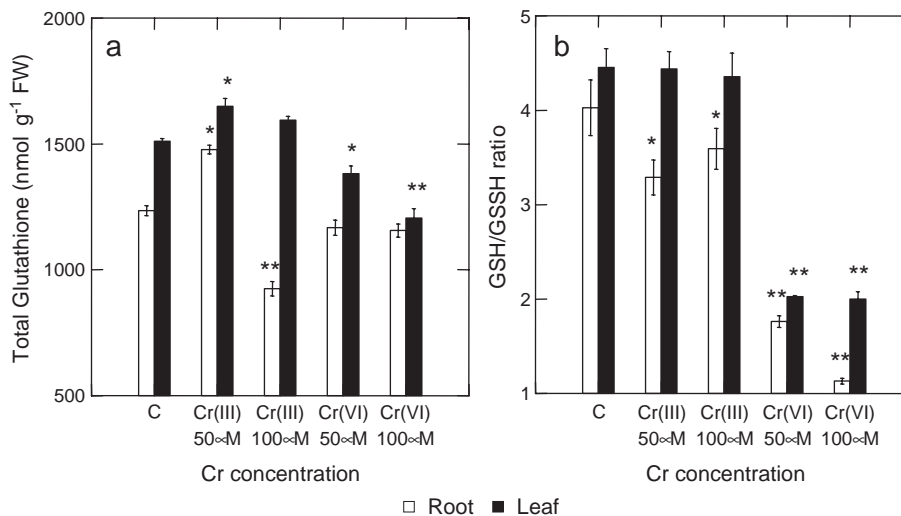 a
Total Glutathione (nmol g⁻¹ FW)
2000
1500
1000
500
*
*
**
*
**
C Cr(III) Cr(III) Cr(VI) Cr(VI)
50∝M 100∝M 50∝M 100∝M
Cr concentration
b
GSH/GSSH ratio
5
4
3
2
1
*
*
**
**
**
**
C Cr(III) Cr(III) Cr(VI) Cr(VI)
50∝M 100∝M 50∝M 100∝M
Cr concentration
Root Leaf